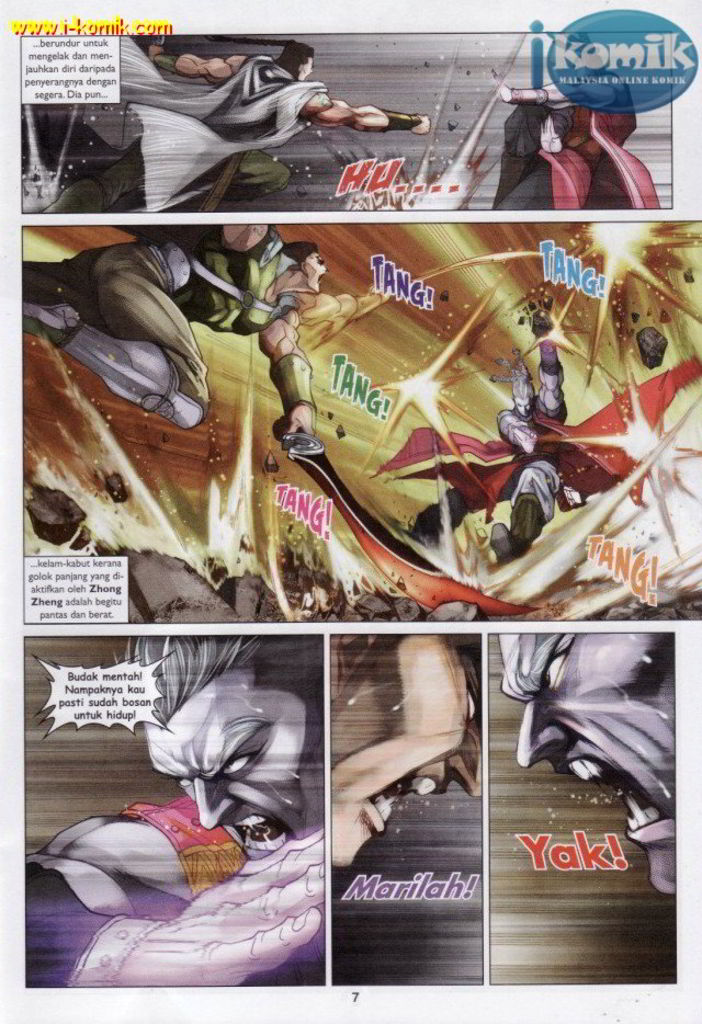 www.i-komik.com
iKomik
MALAYSIA ONLINE KOMIK
...berundur untuk
mengelak dan men-
jauhkan diri daripada
penyerangnya dengan
segera. Dia pun...
HU....
TANG!
TANG!
TANG!
TANG!
TANG!
...kelam-kabut kerana
golok panjang yang di-
aktifkan oleh Zhong
Zheng adalah begitu
pantas dan berat.
Budak mentah!
Nampaknya kau
pasti sudah bosan
untuk hidup!
Marilah!
Yak!
7